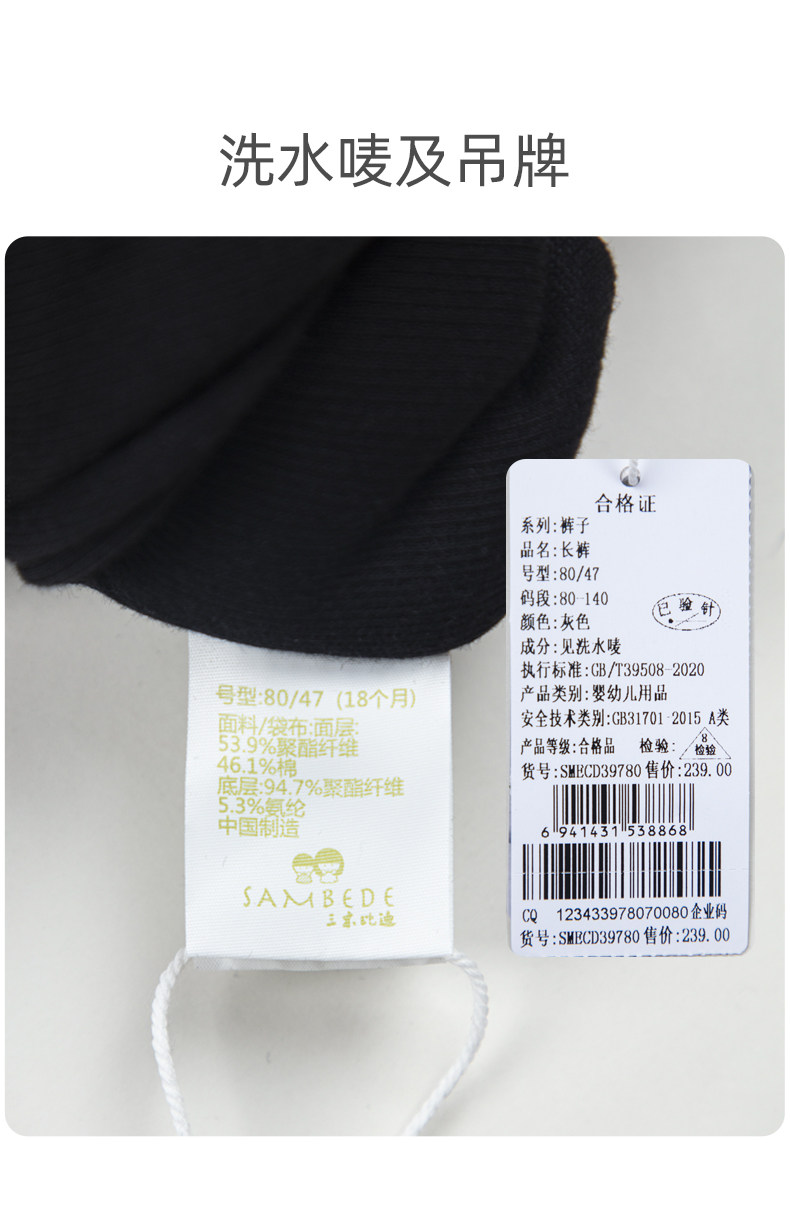 洗水唛及吊牌
号型:80/47 (18个月)
面料/袋布:面层:
53.9%聚酯纤维
46.1%棉
底层:94.7%聚酯纤维
5.3%氨纶
中国制造
SAMBEDE
三木比迪
合格证
系列:裤子
品名:长裤
号型:80/47
码段:80-140
颜色:灰色
已验针
成分:见洗水唛
执行标准:GB/T39508-2020
产品类别:婴幼儿用品
安全技术类别:GB31701-2015 A类
产品等级:合格品 检验: 8 检验
货号:SMECD39780 售价:239.00
6 941431 538868
CQ 123433978070080 企业码
货号:SMECD39780 售价:239.00